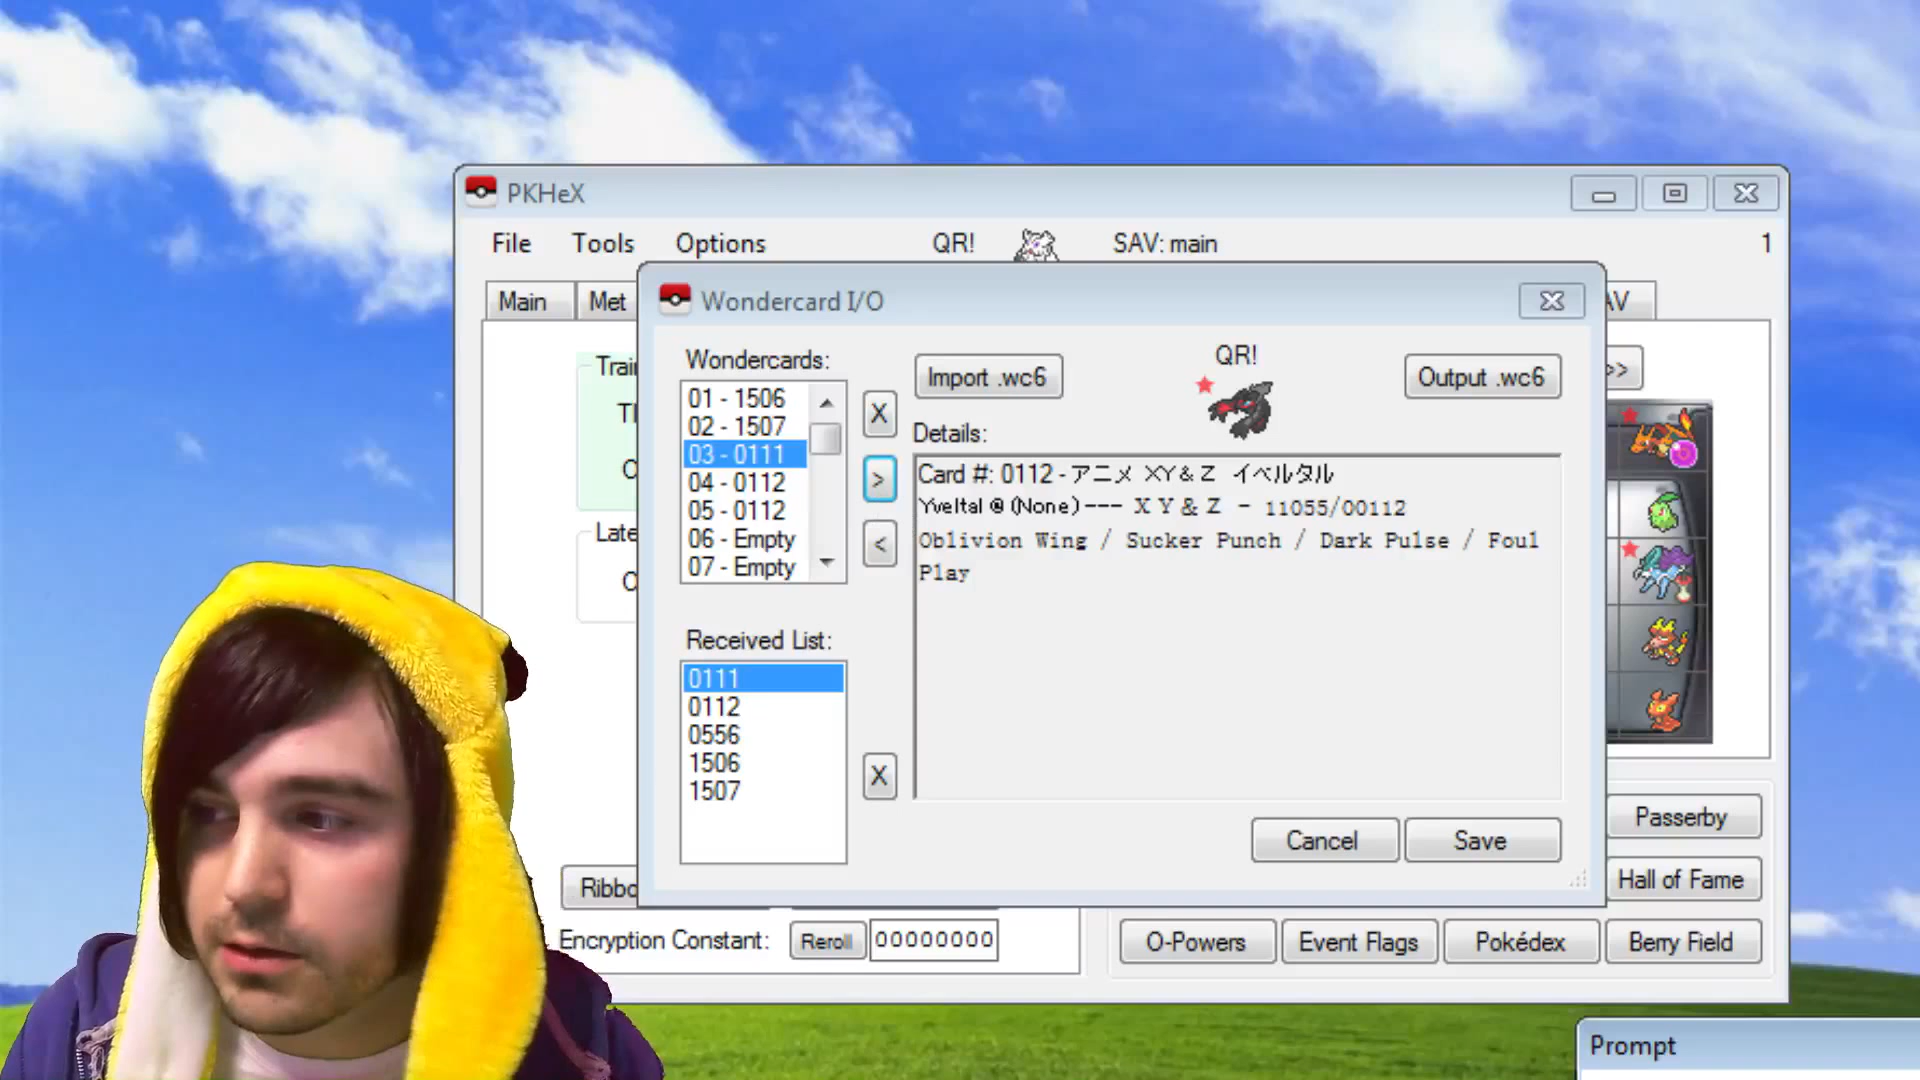 PKHeX
File Tools Options QR! SAV: main 1
Main Met
Wondercard I/O
>>
Wondercards:
Import .wc6
QR!
Output .wc6
01 - 1506
02 - 1507
03 - 0111
04 - 0112
05 - 0112
06 - Empty
07 - Empty
X
>
<
Details:
Card #: 0112 - アニメ XY&Z イベルタル
Yveltal @ (None) --- ＸＹ＆Ｚ - 11055/00112
Oblivion Wing / Sucker Punch / Dark Pulse / Foul
Play
Received List:
0111
0112
0556
1506
1507
X
Cancel Save
Passerby
Hall of Fame
Encryption Constant: Reroll 00000000
O-Powers Event Flags Pokédex Berry Field
Prompt